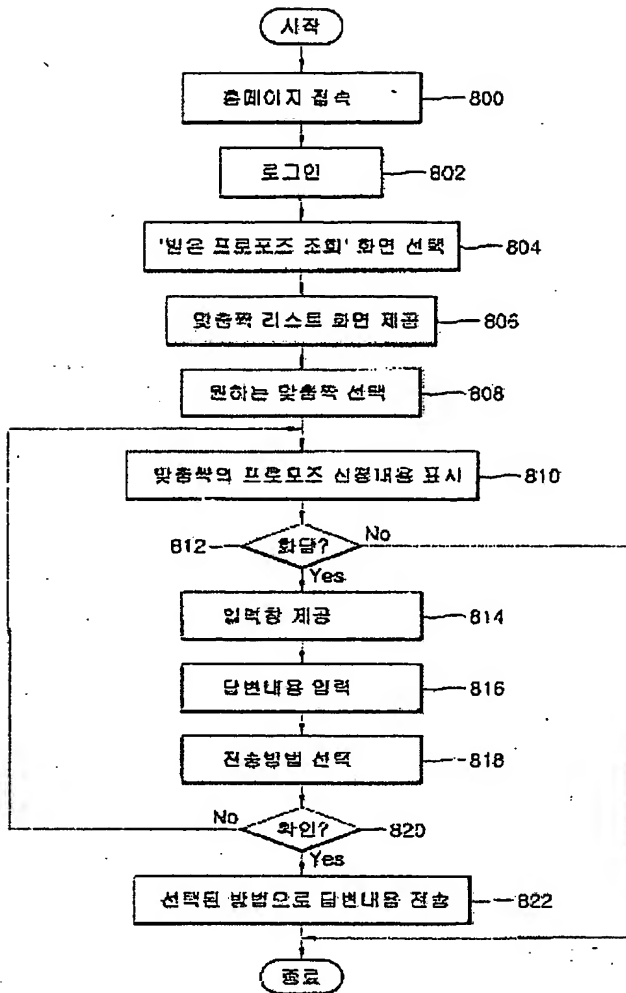 시작
홈페이지 접속
800
로그인
802
'받은 프로포즈 조회' 화면 선택
804
맞춤짝 리스트 화면 제공
806
원하는 맞춤짝 선택
808
맞춤짝의 프로포즈 신청내용 표시
810
812
화답?
No
Yes
입력창 제공
814
답변내용 입력
816
전송방법 선택
818
No
확인?
820
Yes
선택된 방법으로 답변내용 전송
822
종료